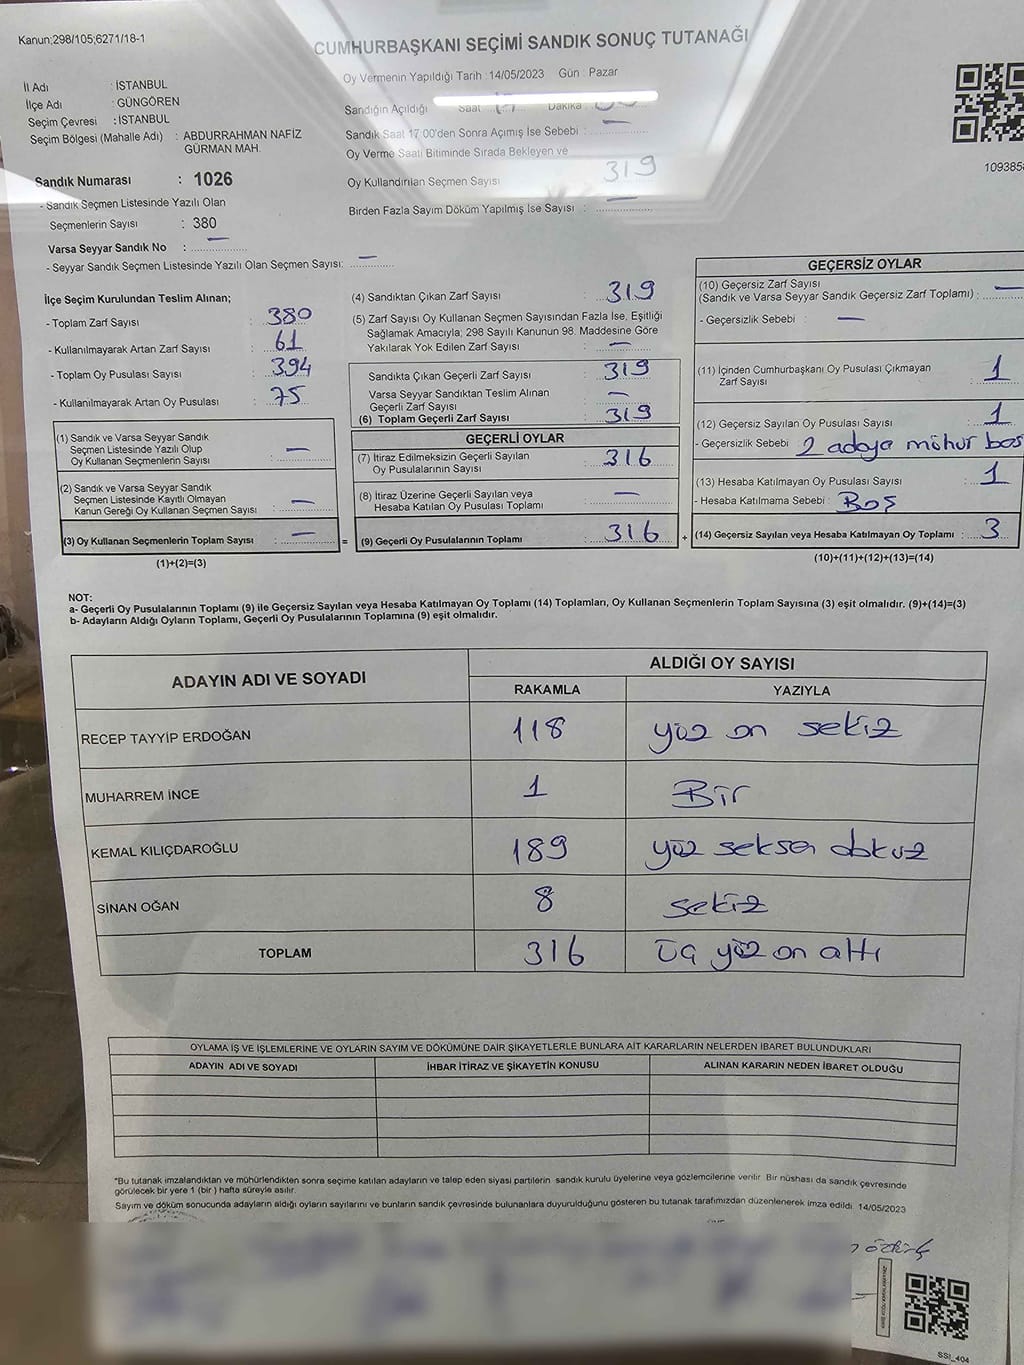 Kanun;298/105;6271/18-1
CUMHURBAŞKANI SEÇİMİ SANDIK SONUÇ TUTANAĞI
İl Adı : İSTANBUL
İlçe Adı : GÜNGÖREN
Seçim Çevresi : İSTANBUL
Seçim Bölgesi (Mahalle Adı) : ABDURRAHMAN NAFİZ
GÜRMAN MAH.
Sandık Numarası : 1026
- Sandık Seçmen Listesinde Yazılı Olan
Seçmenlerin Sayısı : 380
Varsa Seyyar Sandık No : —
- Seyyar Sandık Seçmen Listesinde Yazılı Olan Seçmen Sayısı: —
Oy Vermenin Yapıldığı Tarih : 14/05/2023 Gün : Pazar
Sandığın Açıldığı Saat Dakika :
Sandık Saat 17:00'den Sonra Açımış İse Sebebi : —
Oy Verme Saati Bitiminde Sırada Bekleyen ve
Oy Kullandırılan Seçmen Sayısı 319
Birden Fazla Sayım Döküm Yapılmış İse Sayısı : —
109385
İlçe Seçim Kurulundan Teslim Alınan;
- Toplam Zarf Sayısı : 380
- Kullanılmayarak Artan Zarf Sayısı : 61
- Toplam Oy Pusulası Sayısı : 394
- Kullanılmayarak Artan Oy Pusulası : 75
(1) Sandık ve Varsa Seyyar Sandık
Seçmen Listesinde Yazılı Olup
Oy Kullanan Seçmenlerin Sayısı : —
(2) Sandık ve Varsa Seyyar Sandık
Seçmen Listesinde Kayıtlı Olmayan
Kanun Gereği Oy Kullanan Seçmen Sayısı : —
(3) Oy Kullanan Seçmenlerin Toplam Sayısı : —
(1)+(2)=(3)
=
(4) Sandıktan Çıkan Zarf Sayısı : 319
(5) Zarf Sayısı Oy Kullanan Seçmen Sayısından Fazla İse, Eşitliği
Sağlamak Amacıyla; 298 Sayılı Kanunun 98. Maddesine Göre
Yakılarak Yok Edilen Zarf Sayısı : —
Sandıkta Çıkan Geçerli Zarf Sayısı : 319
Varsa Seyyar Sandıktan Teslim Alınan
Geçerli Zarf Sayısı : —
(6) Toplam Geçerli Zarf Sayısı : 319
GEÇERLİ OYLAR
(7) İtiraz Edilmeksizin Geçerli Sayılan
Oy Pusulalarının Sayısı : 316
(8) İtiraz Üzerine Geçerli Sayılan veya
Hesaba Katılan Oy Pusulası Toplamı : —
(9) Geçerli Oy Pusulalarının Toplamı : 316
+
GEÇERSİZ OYLAR
(10) Geçersiz Zarf Sayısı
(Sandık ve Varsa Seyyar Sandık Geçersiz Zarf Toplamı) : —
- Geçersizlik Sebebi : —
(11) İçinden Cumhurbaşkanı Oy Pusulası Çıkmayan
Zarf Sayısı : 1
(12) Geçersiz Sayılan Oy Pusulası Sayısı : 1
- Geçersizlik Sebebi : 2 adaya mühür bas
(13) Hesaba Katılmayan Oy Pusulası Sayısı : 1
- Hesaba Katılmama Sebebi : Boş
(14) Geçersiz Sayılan veya Hesaba Katılmayan Oy Toplamı : 3
(10)+(11)+(12)+(13)=(14)
NOT:
a- Geçerli Oy Pusulalarının Toplamı (9) ile Geçersiz Sayılan veya Hesaba Katılmayan Oy Toplamı (14) Toplamları, Oy Kullanan Seçmenlerin Toplam Sayısına (3) eşit olmalıdır. (9)+(14)=(3)
b- Adayların Aldığı Oyların Toplamı, Geçerli Oy Pusulalarının Toplamına (9) eşit olmalıdır.
ADAYIN ADI VE SOYADI ALDIĞI OY SAYISI
RAKAMLA YAZIYLA
RECEP TAYYİP ERDOĞAN 118 yüz on sekiz
MUHARREM İNCE 1 Bir
KEMAL KILIÇDAROĞLU 189 yüz seksen dokuz
SİNAN OĞAN 8 sekiz
TOPLAM 316 üç yüz on altı
OYLAMA İŞ VE İŞLEMLERİNE VE OYLARIN SAYIM VE DÖKÜMÜNE DAİR ŞİKAYETLERLE BUNLARA AİT KARARLARIN NELERDEN İBARET BULUNDUKLARI
ADAYIN ADI VE SOYADI İHBAR İTİRAZ VE ŞİKAYETİN KONUSU ALINAN KARARIN NEDEN İBARET OLDUĞU
*Bu tutanak imzalandıktan ve mühürlendikten sonra seçime katılan adayların ve talep eden siyasi partilerin sandık kurulu üyelerine veya gözlemcilerine verilir. Bir nüshası da sandık çevresinde
görülecek bir yere 1 (bir ) hafta süreyle asılır.
Sayım ve döküm sonucunda adayların aldığı oyların sayılarını ve bunların sandık çevresinde bulunanlara duyurulduğunu gösteren bu tutanak tarafımızdan düzenlenerek imza edildi 14/05/2023
SSİ_404